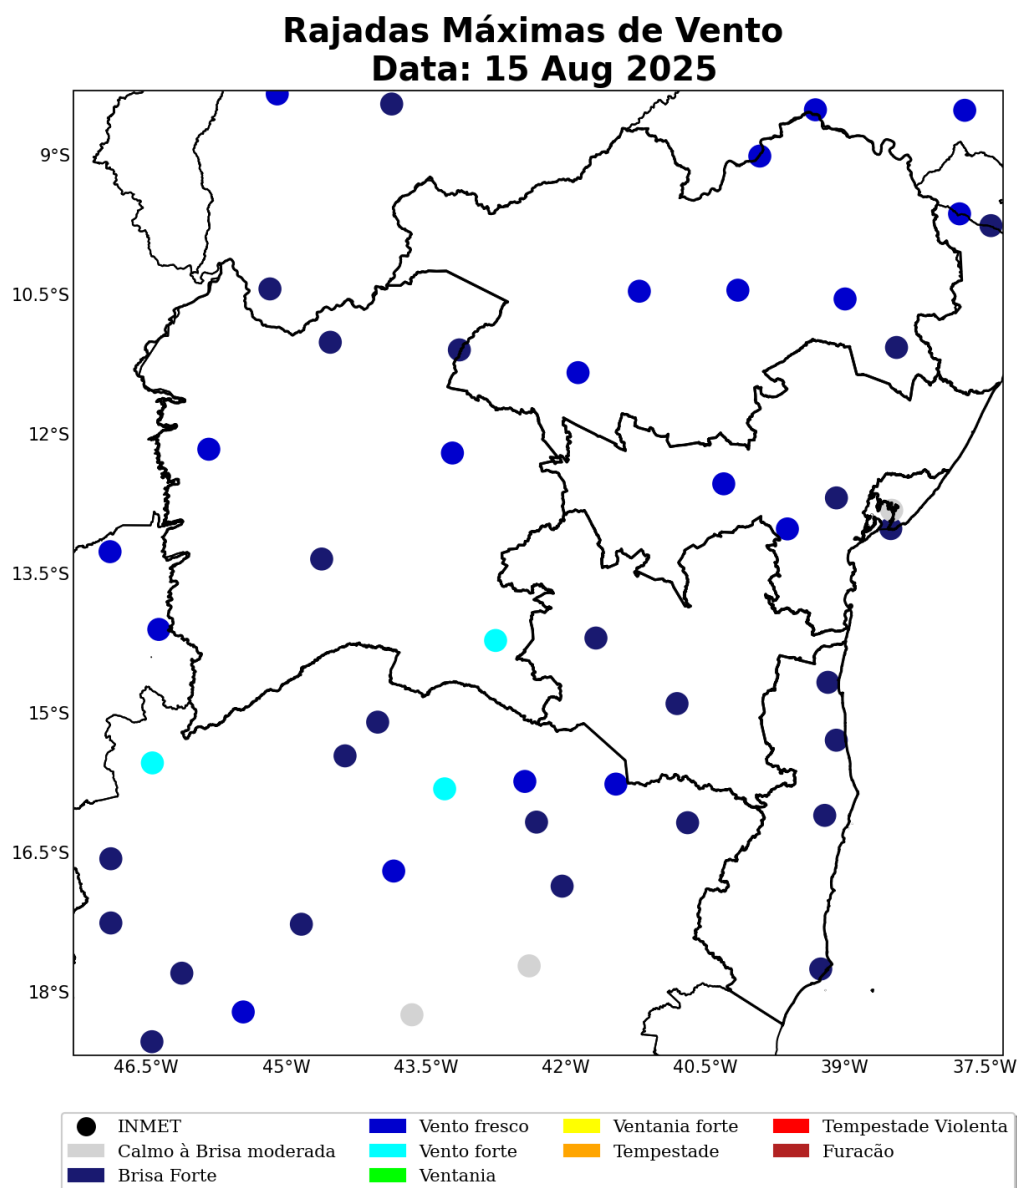 Rajadas Máximas de Vento
Data: 15 Aug 2025
9°S
10.5°S
12°S
13.5°S
15°S
16.5°S
18°S
46.5°W 45°W 43.5°W 42°W 40.5°W 39°W 37.5°W
INMET
Calmo à Brisa moderada
Brisa Forte
Vento fresco
Vento forte
Ventania
Ventania forte
Tempestade
Tempestade Violenta
Furacão